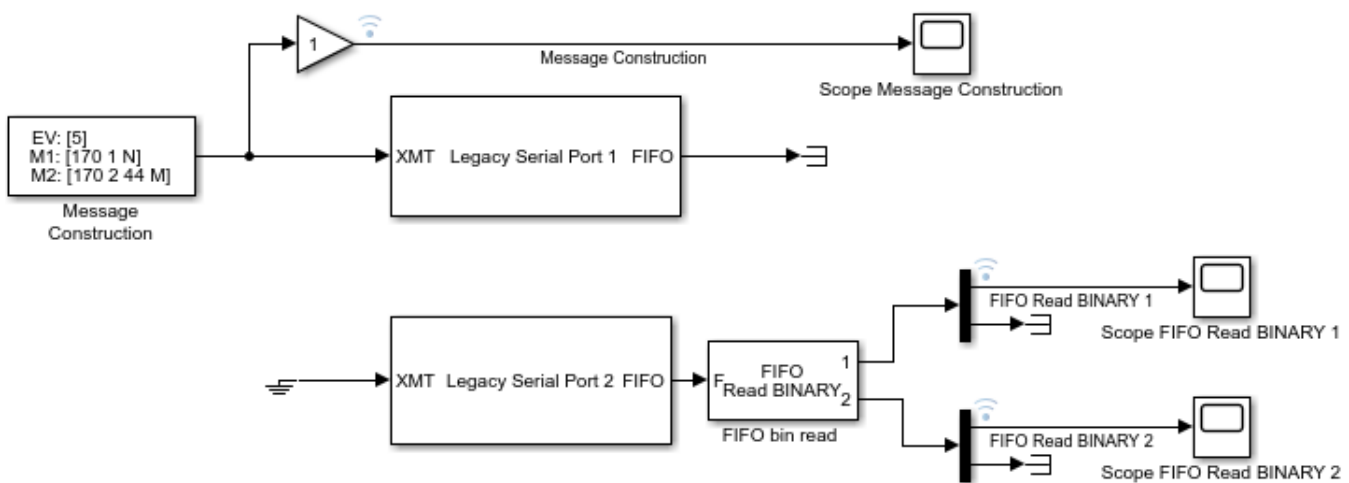 1
Message Construction
Scope Message Construction
EV: [5]
M1: [170 1 N]
M2: [170 2 44 M]
Message
Construction
XMT Legacy Serial Port 1 FIFO
XMT Legacy Serial Port 2 FIFO
F
FIFO
Read BINARY
1
2
FIFO bin read
FIFO Read BINARY 1
Scope FIFO Read BINARY 1
FIFO Read BINARY 2
Scope FIFO Read BINARY 2